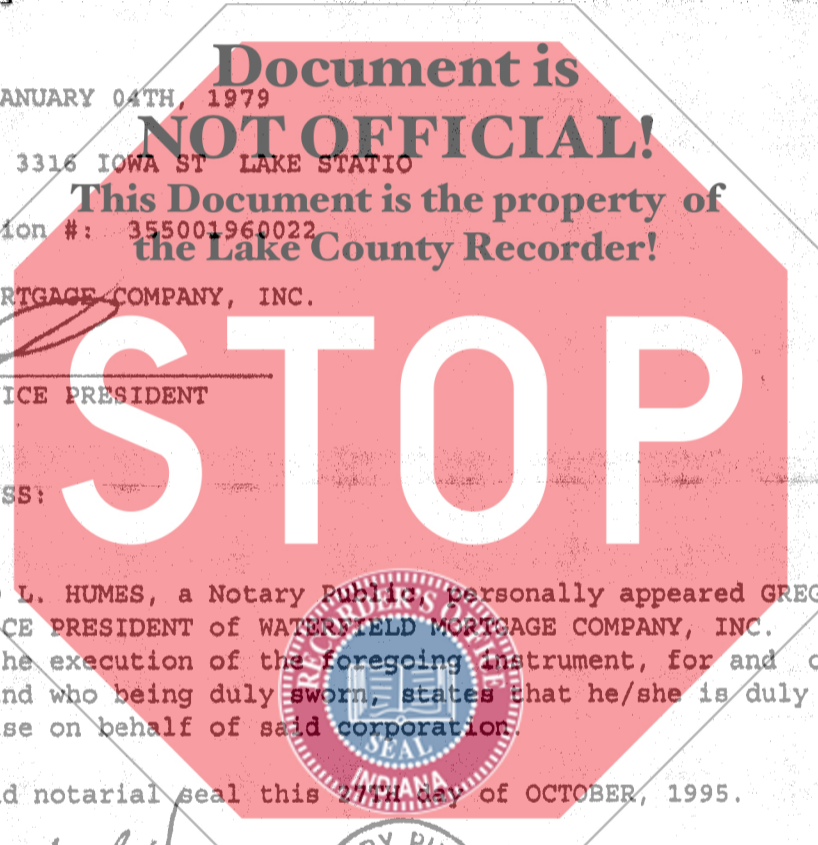 Document is
ANUARY 04TH, 1979
NOT OFFICIAL!
3316 IOWA ST LAKE STATIO
This Document is the property of
ion #: 355001960022
the Lake County Recorder!
RTGAGE COMPANY, INC.
STOP
ICE PRESIDENT
SS:
L. HUMES, a Notary Public, personally appeared GREG
CE PRESIDENT of WATERFIELD MORTGAGE COMPANY, INC.
he execution of the foregoing instrument, for and o
nd who being duly sworn, states that he/she is duly
se on behalf of said corporation.
RECORDER'S OFFICE
SEAL
INDIANA
d notarial seal this 27TH day of OCTOBER, 1995.
RY PU